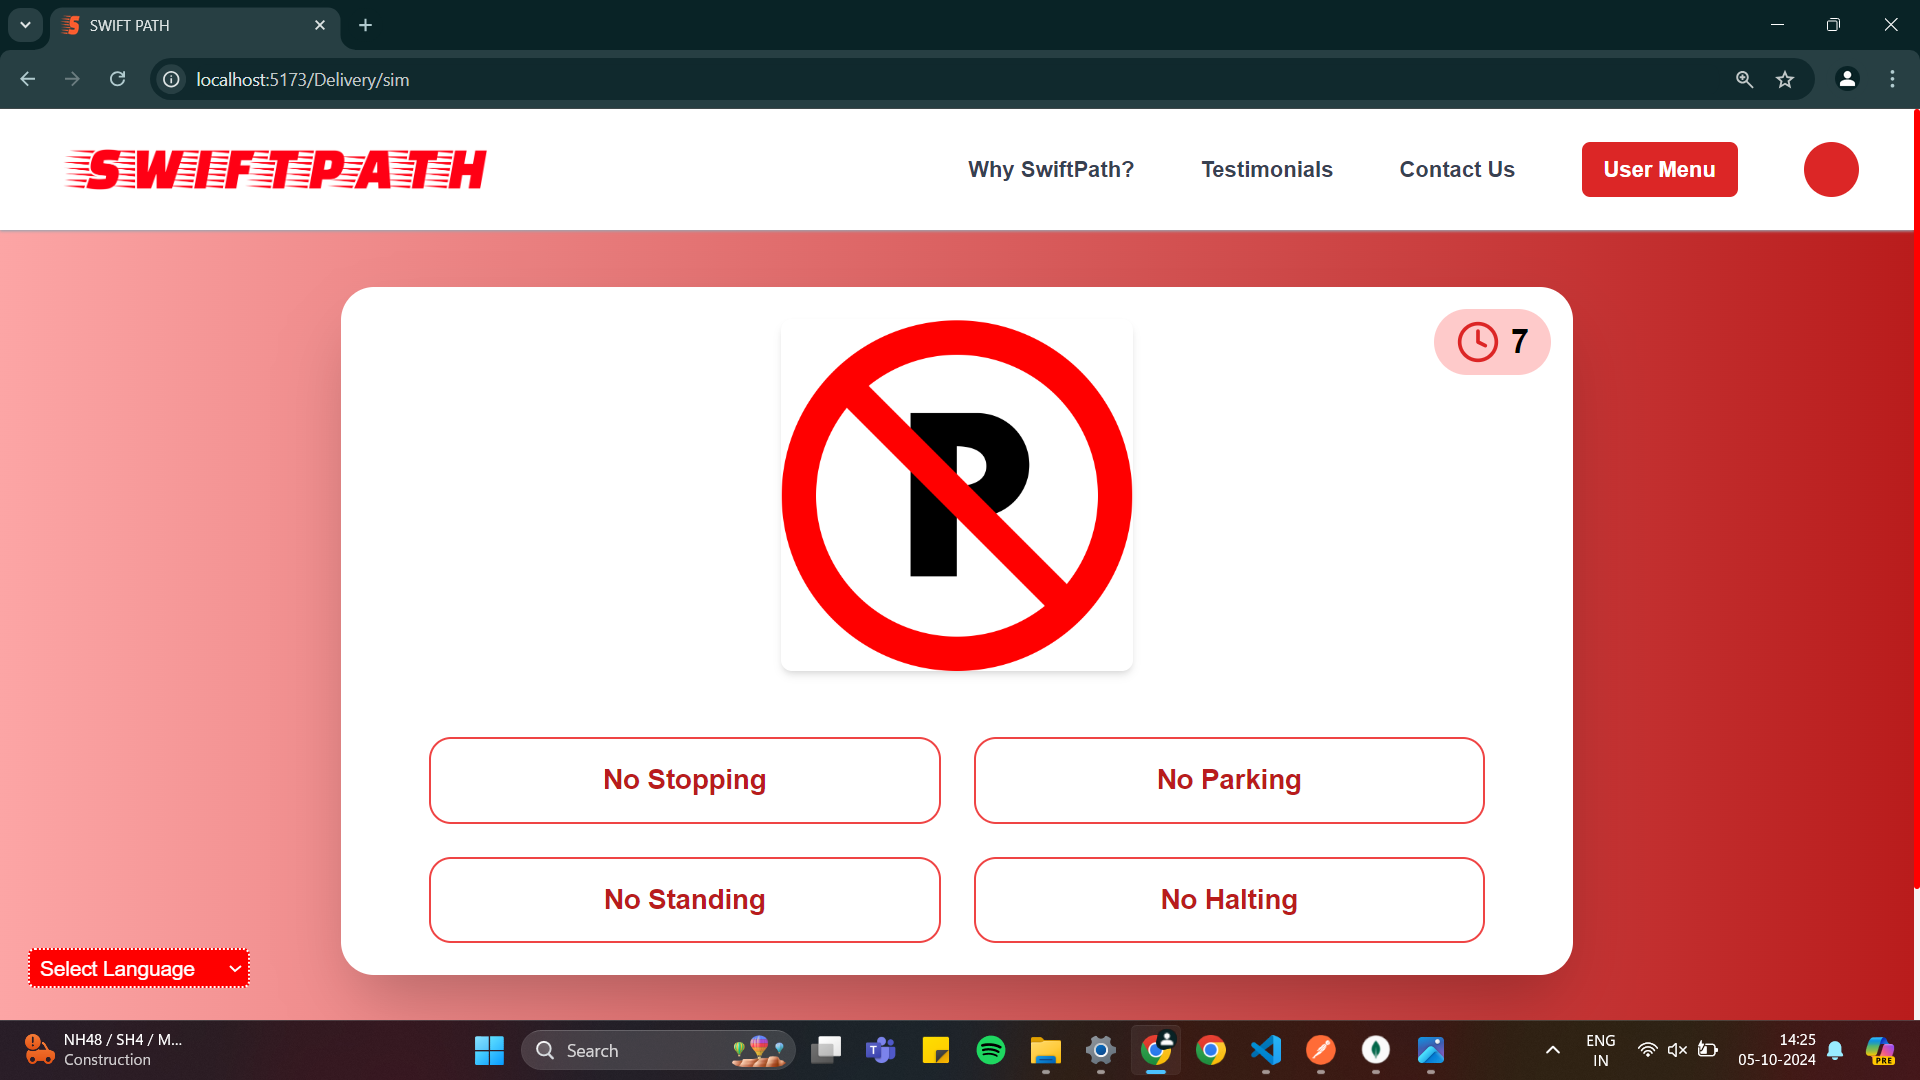 SWIFT PATH
localhost:5173/Delivery/sim
SWIFTPATH
Why SwiftPath?
Testimonials
Contact Us
User Menu
7
P
No Stopping
No Parking
No Standing
No Halting
Select Language
NH48 / SH4 / M...
Construction
Search
T
PRE
ENG
IN
14:25
05-10-2024